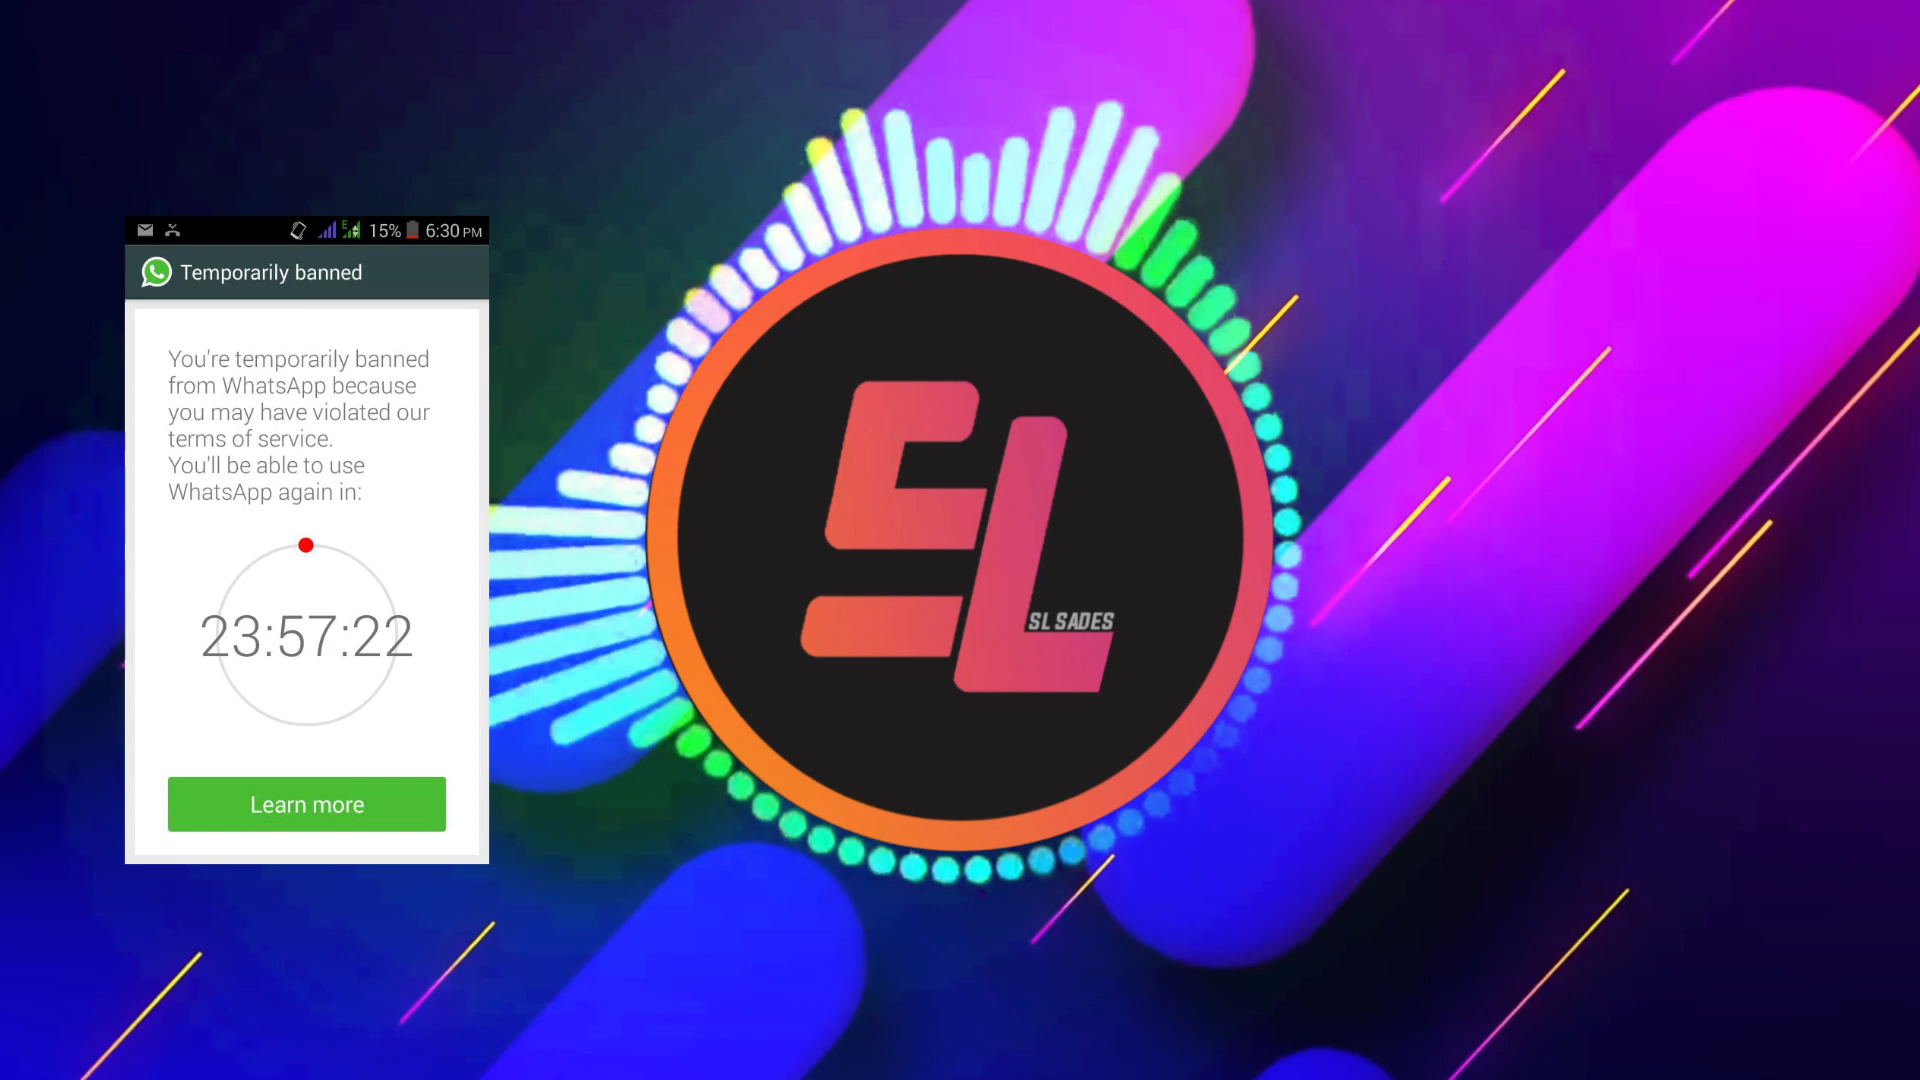 15% 6:30 PM
Temporarily banned
You're temporarily banned
from WhatsApp because
you may have violated our
terms of service.
You'll be able to use
WhatsApp again in:
23:57:22
Learn more
SL
SL SADES